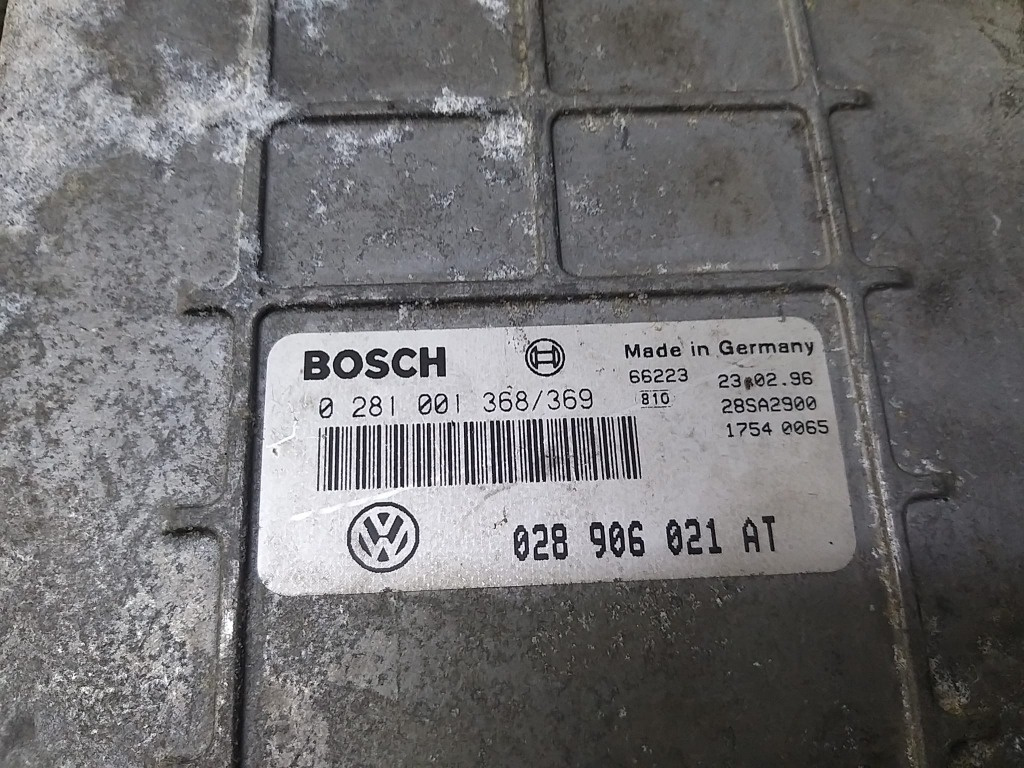 BOSCH
Made in Germany
66223 23.02.96
0 281 001 368/369
810
28SA2900
1754 0065
028 906 021 AT